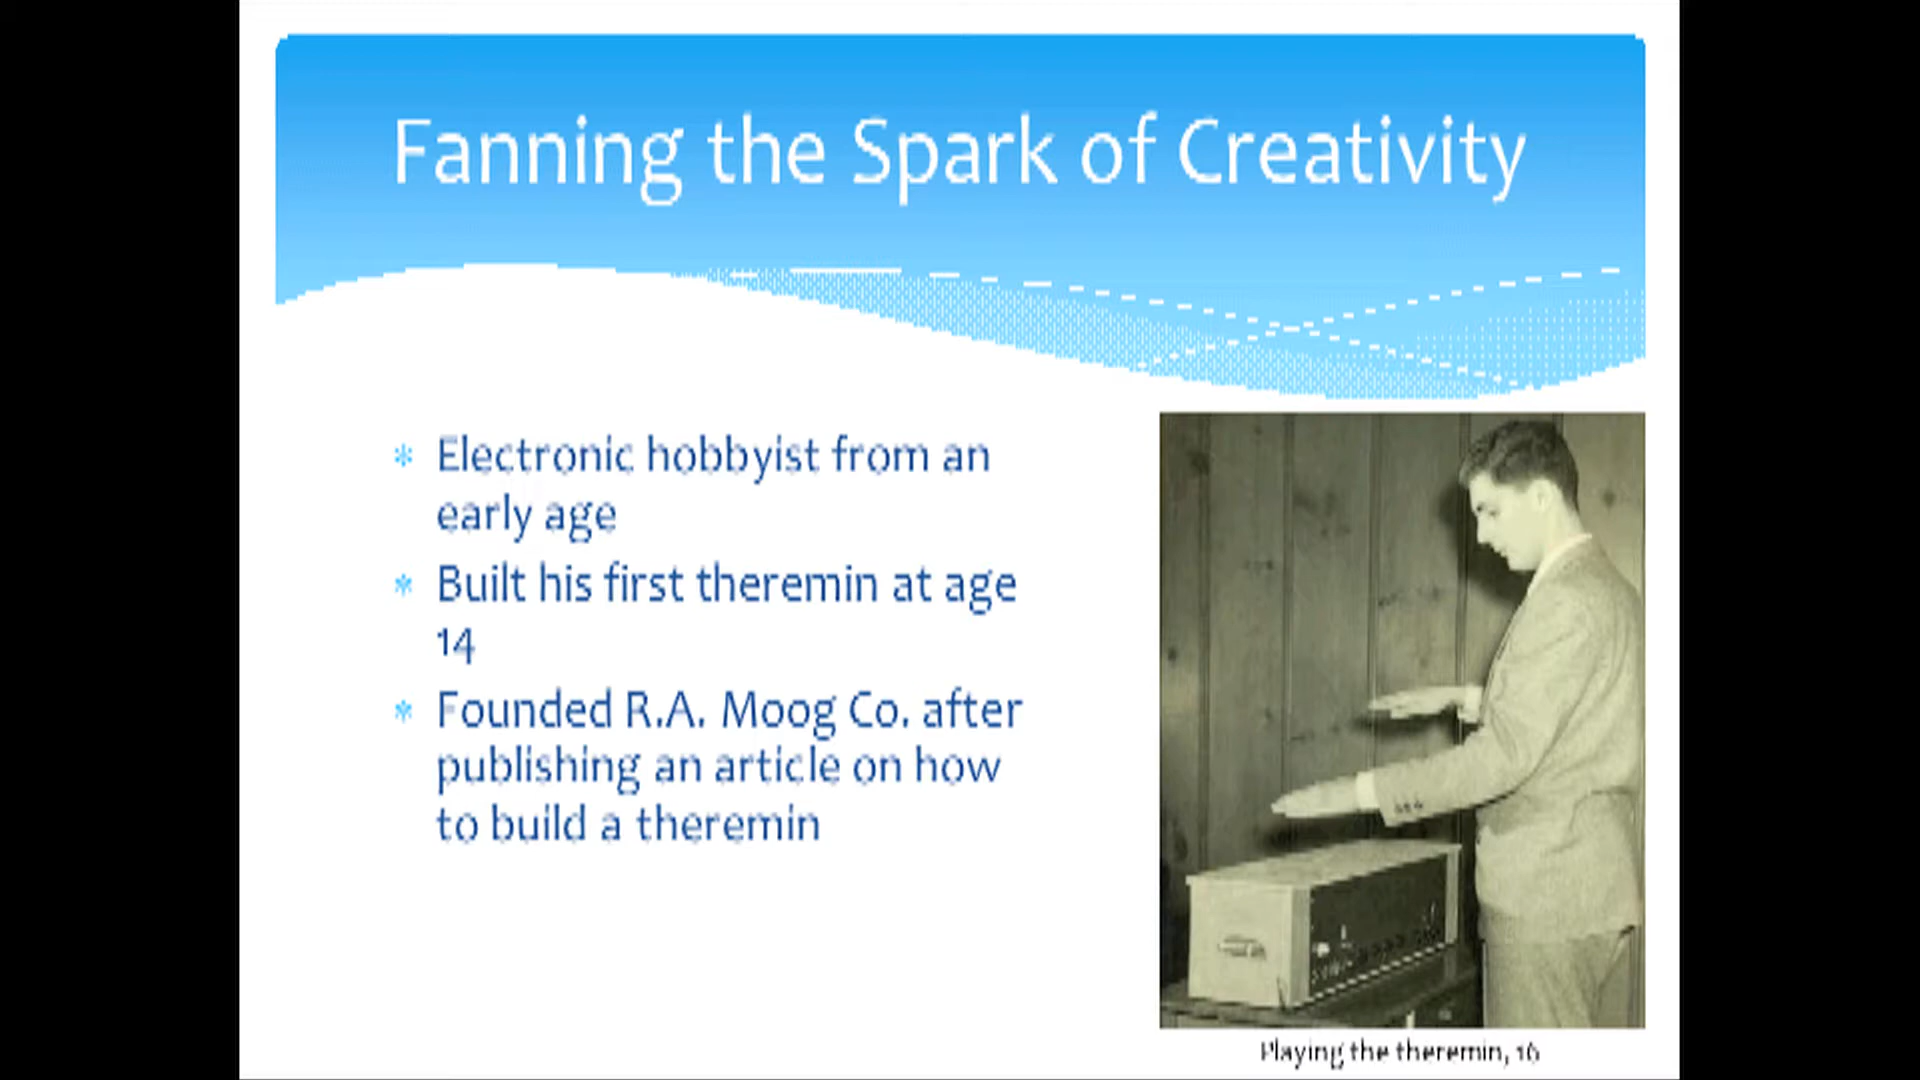 Fanning the Spark of Creativity
Electronic hobbyist from an
early age
Built his first theremin at age
14
Founded R.A. Moog Co. after
publishing an article on how
to build a theremin
Playing the theremin, 16